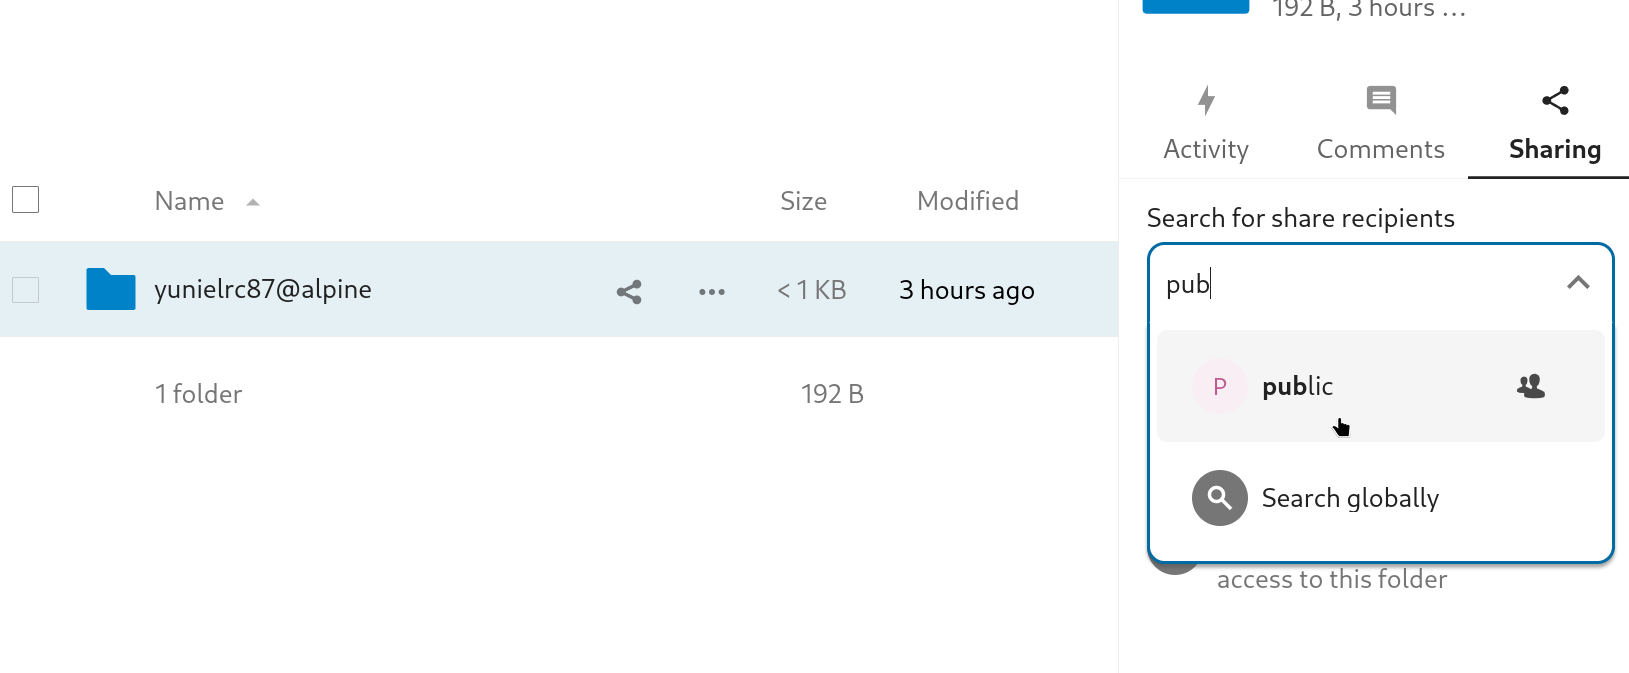 192 B, 3 hours ...
Activity
Comments
Sharing
Name
Size
Modified
Search for share recipients
pub
yunielrc87@alpine
< 1 KB
3 hours ago
P
public
1 folder
192 B
Search globally
access to this folder